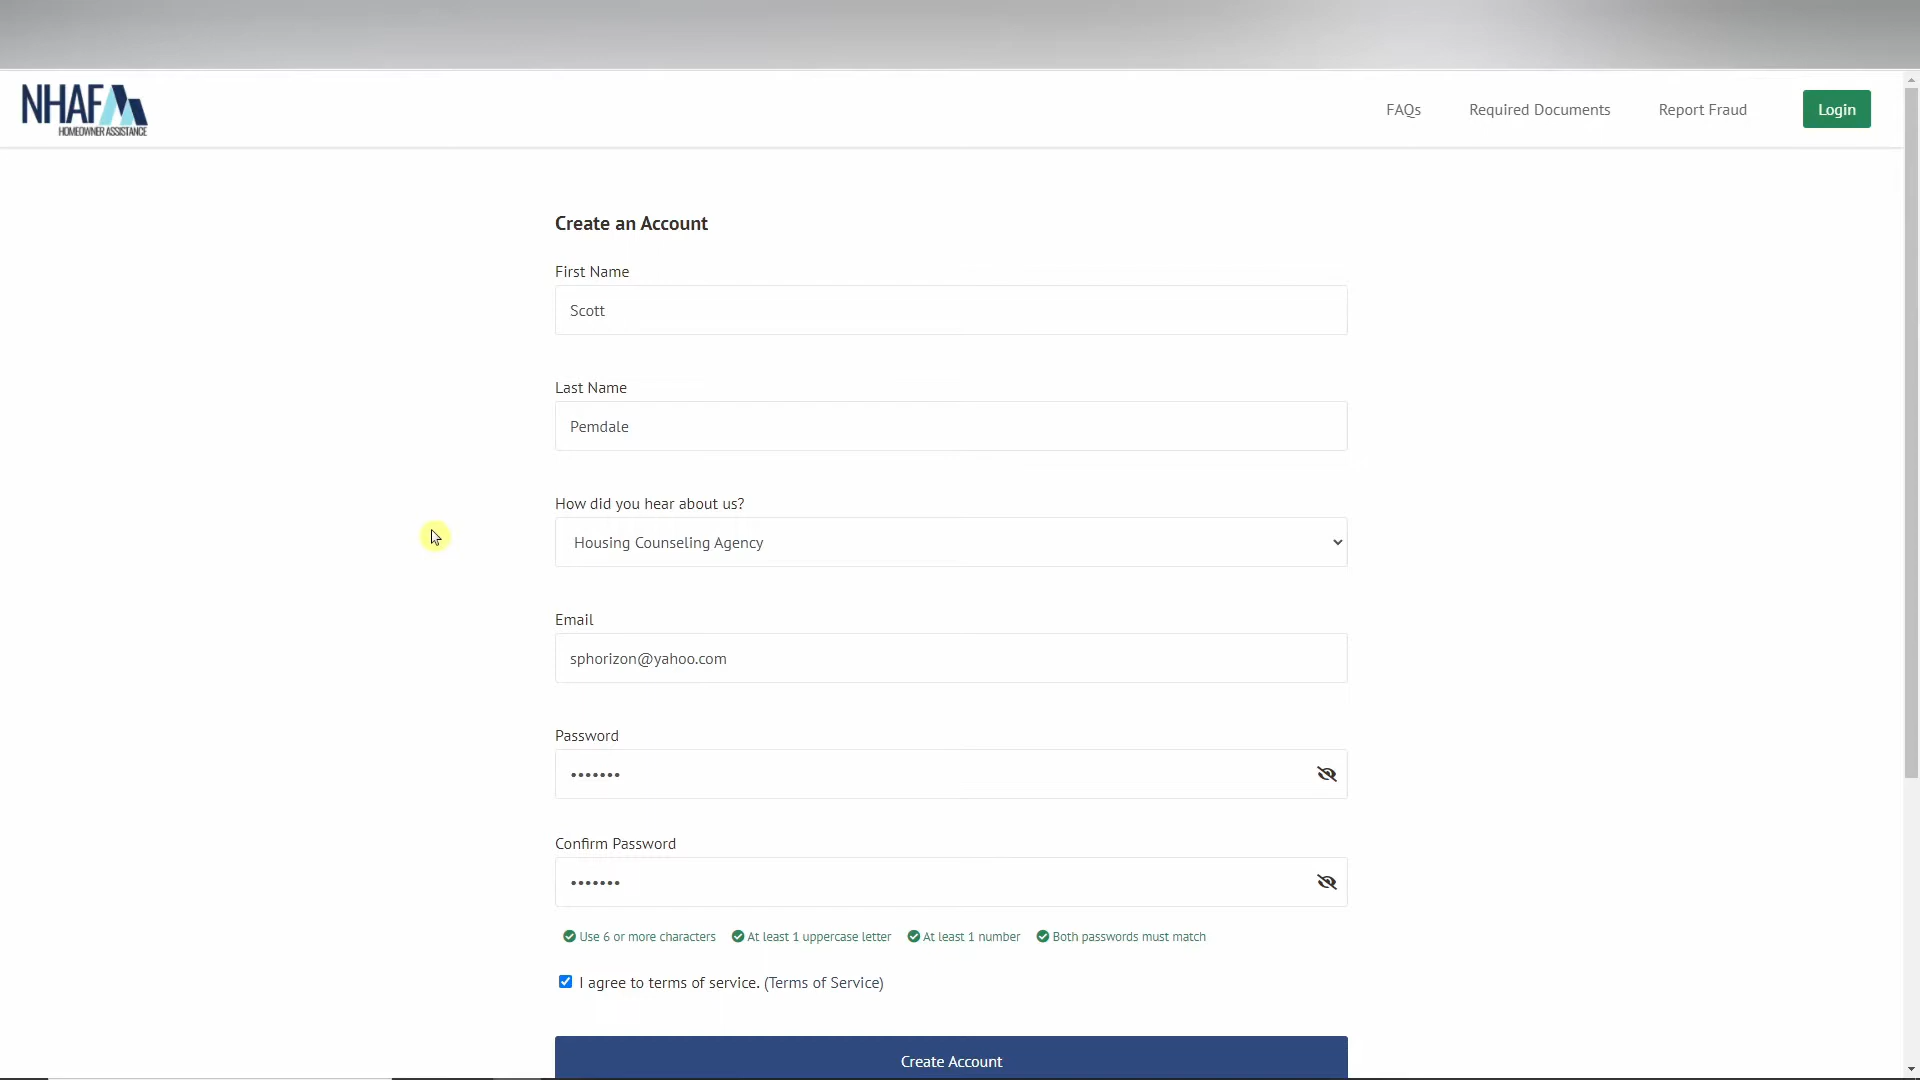 NHAF
HOMEOWNER ASSISTANCE
FAQs
Required Documents
Report Fraud
Login
Create an Account
First Name
Scott
Last Name
Pemdale
How did you hear about us?
Housing Counseling Agency
Email
sphorizon@yahoo.com
Password
•••••••
Confirm Password
•••••••
Use 6 or more characters At least 1 uppercase letter At least 1 number Both passwords must match
I agree to terms of service. (Terms of Service)
Create Account